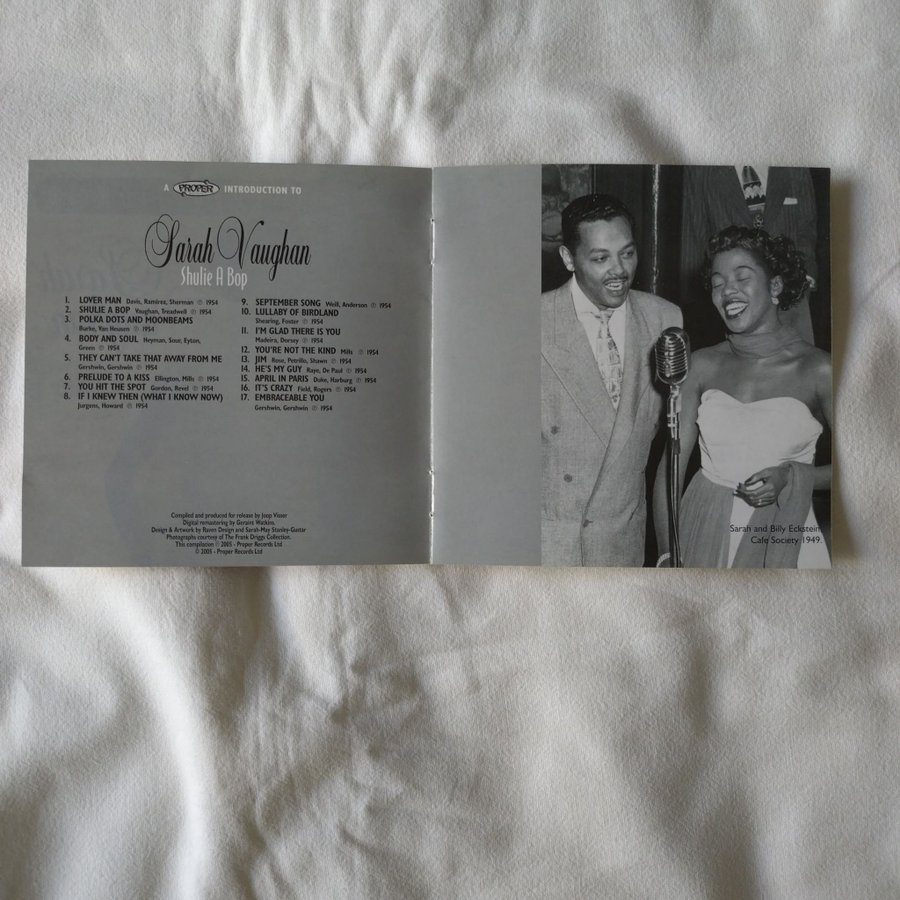 A PROPER INTRODUCTION TO
Sarah Vaughan
Shulie A Bop
1. LOVER MAN Davis, Ramirez, Sherman ℗ 1954
2. SHULIE A BOP Vaughan, Treadwell ℗ 1954
3. POLKA DOTS AND MOONBEAMS
Burke, Van Heusen ℗ 1954
4. BODY AND SOUL Heyman, Sour, Eyton,
Green ℗ 1954
5. THEY CAN'T TAKE THAT AWAY FROM ME
Gershwin, Gershwin ℗ 1954
6. PRELUDE TO A KISS Ellington, Mills ℗ 1954
7. YOU HIT THE SPOT Gordon, Revel ℗ 1954
8. IF I KNEW THEN (WHAT I KNOW NOW)
Jurgens, Howard ℗ 1954
9. SEPTEMBER SONG Weill, Anderson ℗ 1954
10. LULLABY OF BIRDLAND
Shearing, Foster ℗ 1954
11. I'M GLAD THERE IS YOU
Madeira, Dorsey ℗ 1954
12. YOU'RE NOT THE KIND Mills ℗ 1954
13. JIM Rose, Petrillo, Shawn ℗ 1954
14. HE'S MY GUY Raye, De Paul ℗ 1954
15. APRIL IN PARIS Duke, Harburg ℗ 1954
16. IT'S CRAZY Field, Rogers ℗ 1954
17. EMBRACEABLE YOU
Gershwin, Gershwin ℗ 1954
Compiled and produced for release by Joop Visser
Digital remastering by Geraint Watkins.
Design & Artwork by Raven Design and Sarah-May Stanley-Gustar
Photographs courtesy of The Frank Driggs Collection.
This compilation ℗ 2005 - Proper Records Ltd
© 2005 - Proper Records Ltd
Sarah and Billy Eckstein.
Cafe Society 1949.